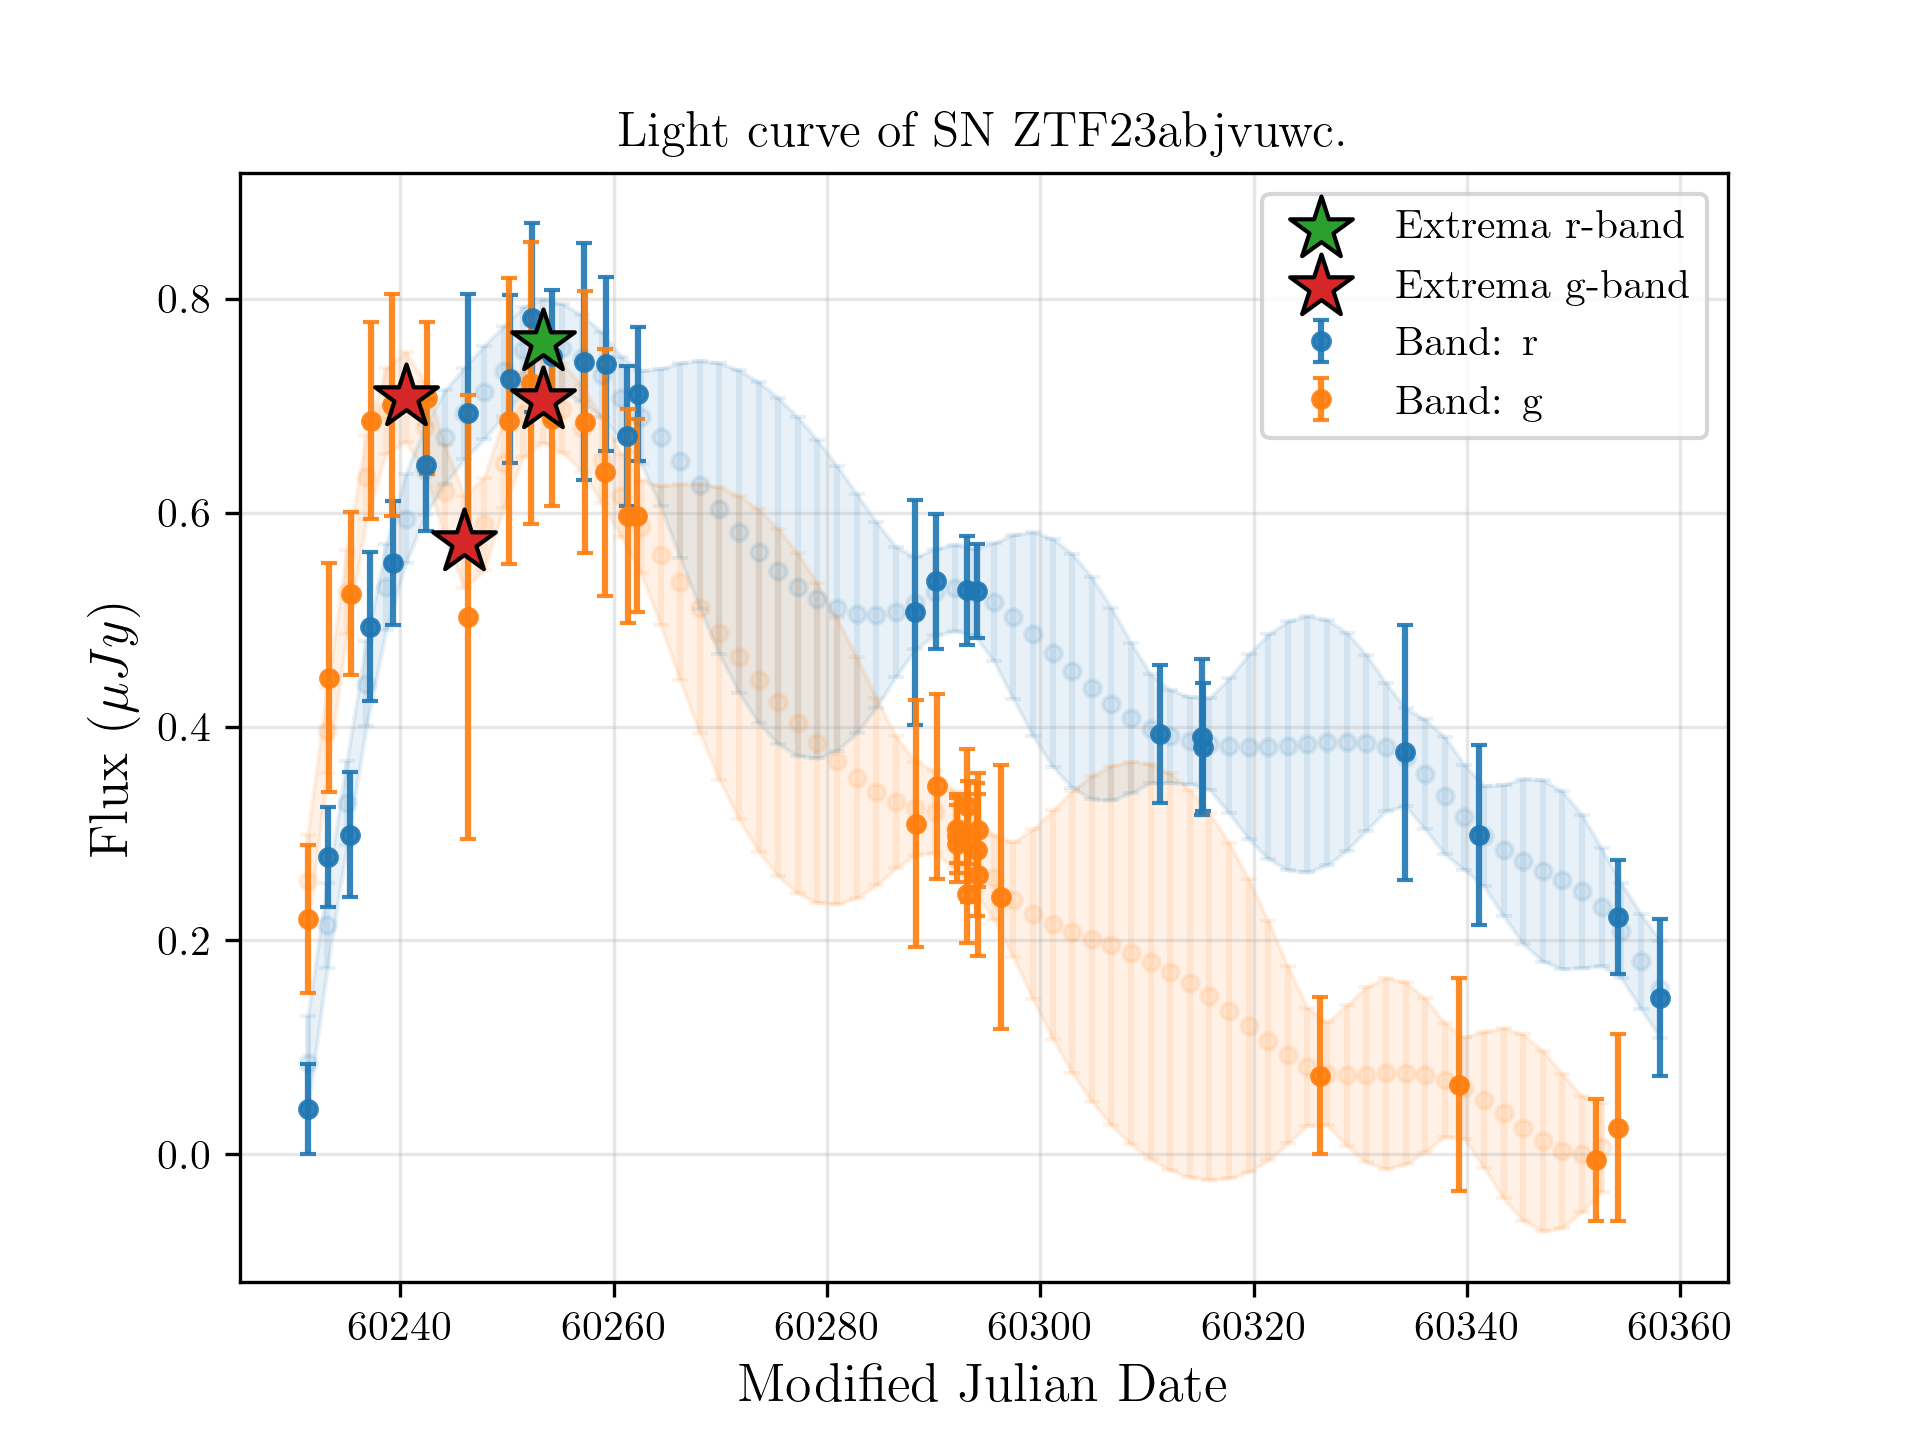 Light curve of SN ZTF23abjvuwc.
Extrema r-band
Extrema g-band
Band: r
Band: g
Flux (μJy)
0.8
0.6
0.4
0.2
0.0
60240 60260 60280 60300 60320 60340 60360
Modified Julian Date